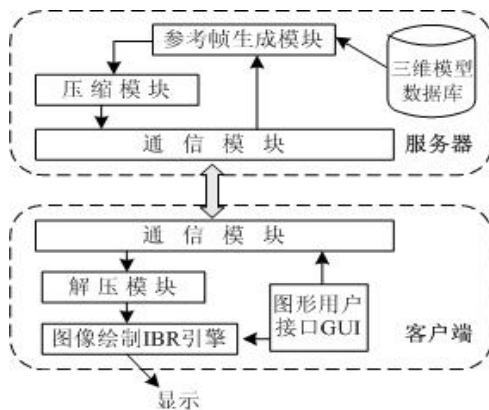 参考帧生成模块
三维模型
数据库
压缩模块
通信模块
服务器
通信模块
解压模块
图形用户
接口GUI
图像绘制IBR引擎
客户端
显示